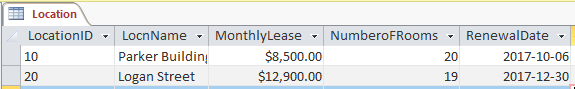 Location
LocationID LocnName MonthlyLease NumberoFRooms RenewalDate
10 Parker Building $8,500.00 20 2017-10-06
20 Logan Street $12,900.00 19 2017-12-30